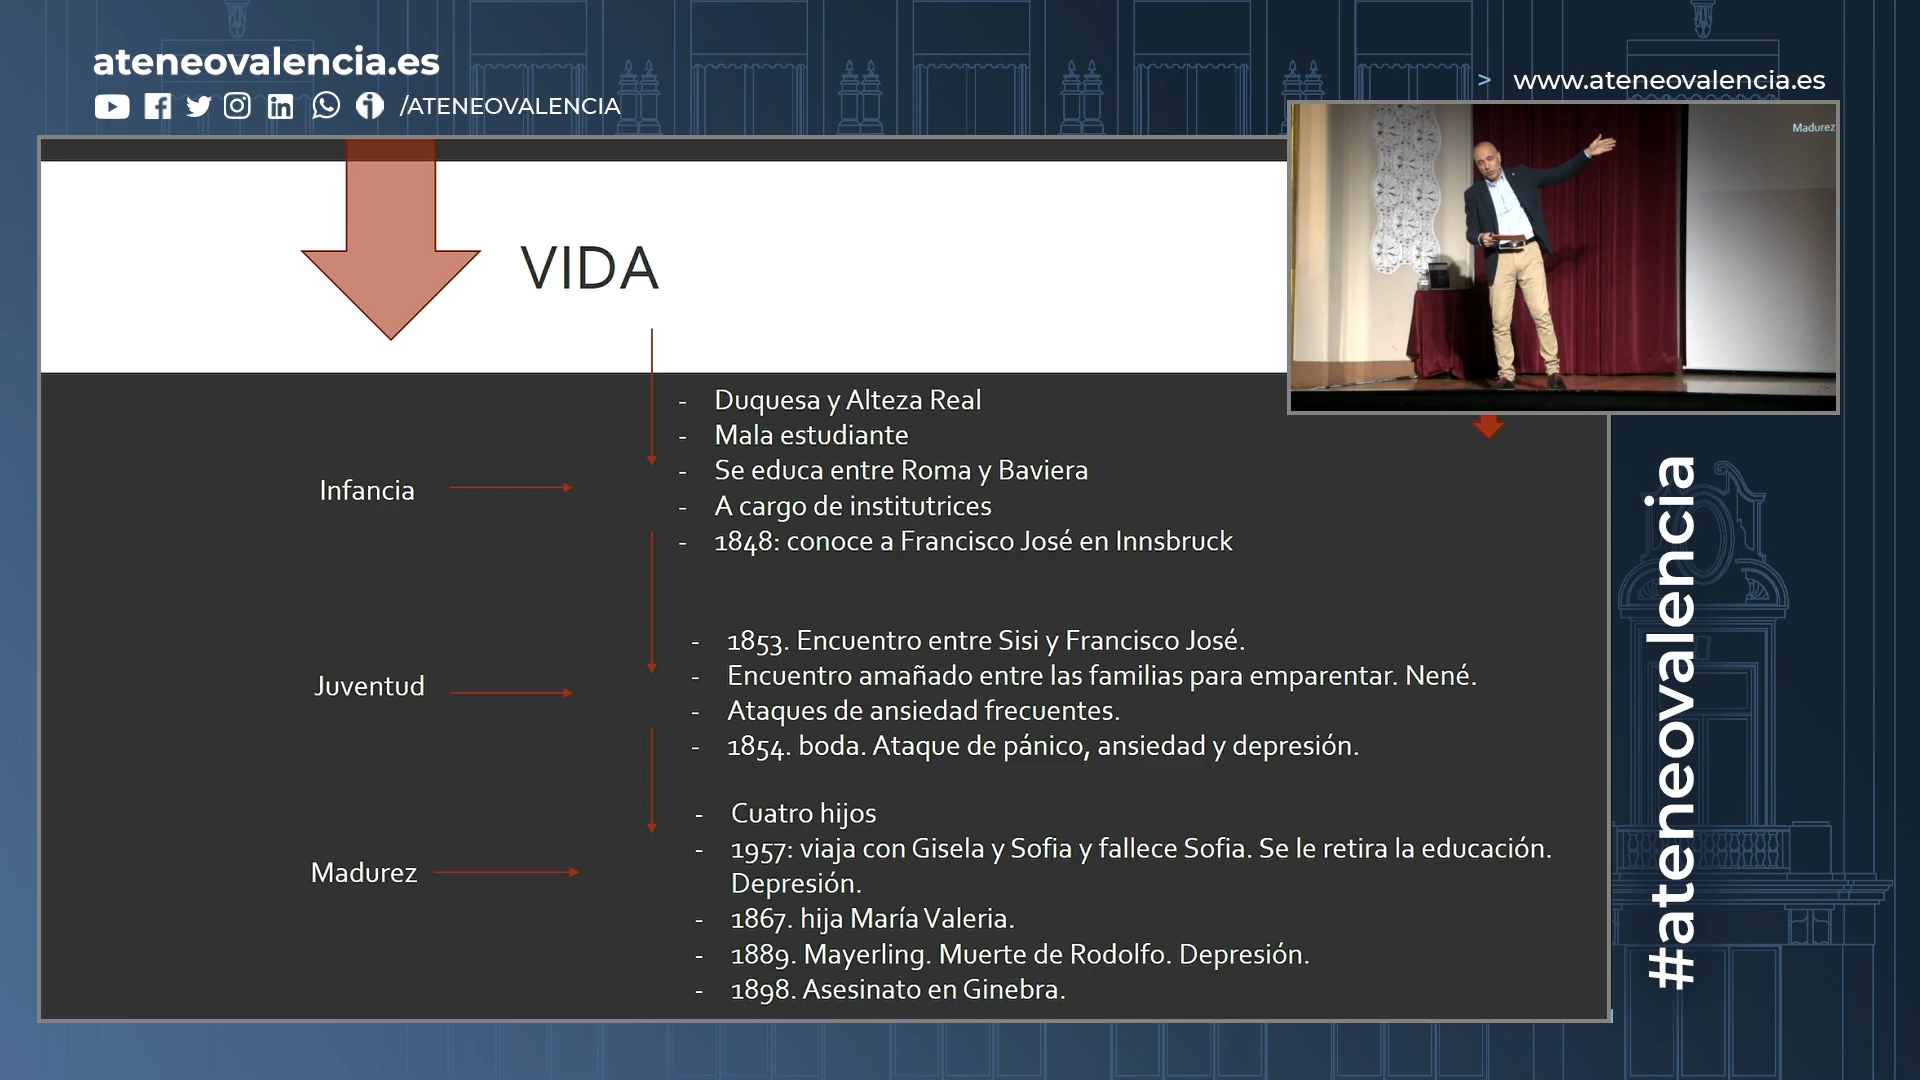 ateneovalencia.es
/ATENEOVALENCIA
> www.ateneovalencia.es
Madurez
VIDA
- Duquesa y Alteza Real
- Mala estudiante
- Se educa entre Roma y Baviera
- A cargo de institutrices
- 1848: conoce a Francisco José en Innsbruck
Infancia
- 1853. Encuentro entre Sisi y Francisco José.
- Encuentro amañado entre las familias para emparentar. Nené.
- Ataques de ansiedad frecuentes.
- 1854. boda. Ataque de pánico, ansiedad y depresión.
Juventud
- Cuatro hijos
- 1957: viaja con Gisela y Sofia y fallece Sofia. Se le retira la educación.
Depresión.
- 1867. hija María Valeria.
- 1889. Mayerling. Muerte de Rodolfo. Depresión.
- 1898. Asesinato en Ginebra.
Madurez
#ateneovalencia